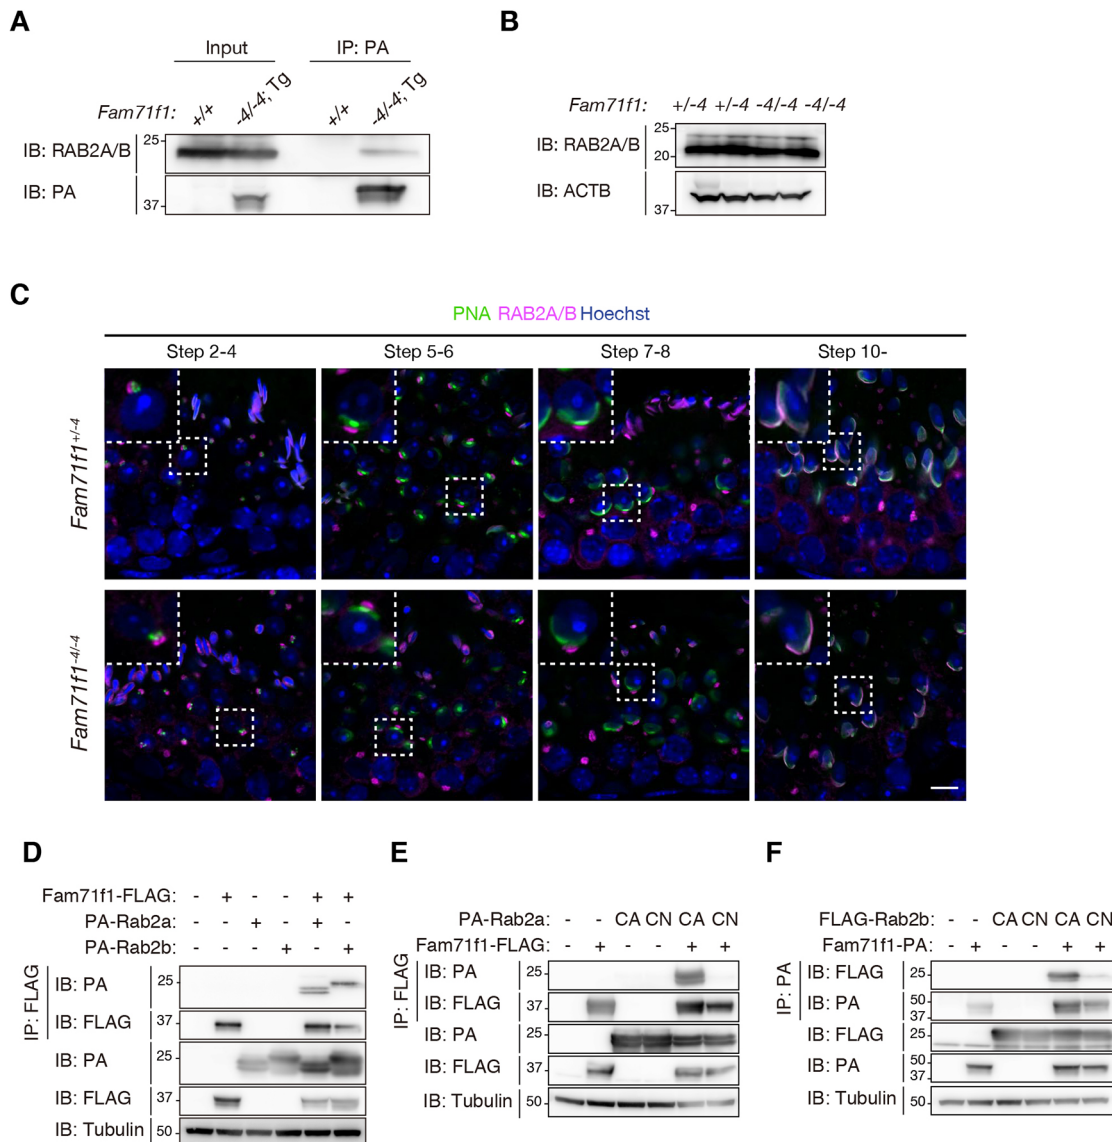 A
Input IP: PA
Fam71f1: +/+ -4/-4; Tg +/+ -4/-4; Tg
IB: RAB2A/B 25
IB: PA 37
B
Fam71f1: +/-4 +/-4 -4/-4 -4/-4
IB: RAB2A/B 25 20
IB: ACTB 37
C
PNA RAB2A/B Hoechst
Step 2-4 Step 5-6 Step 7-8 Step 10-
Fam71f1+/-4
Fam71f1-4/-4
D
Fam71f1-FLAG: - + - - + +
PA-Rab2a: - - + - + -
PA-Rab2b: - - - + - +
IP: FLAG
IB: PA 25
IB: FLAG 37
IB: PA 25
IB: FLAG 37
IB: Tubulin 50
E
PA-Rab2a: - - CA CN CA CN
Fam71f1-FLAG: - + - - + +
IP: FLAG
IB: PA 25
IB: FLAG 37
IB: PA 25
IB: FLAG 37
IB: Tubulin 50
F
FLAG-Rab2b: - - CA CN CA CN
Fam71f1-PA: - + - - + +
IP: PA
IB: FLAG 25
IB: PA 50 37
IB: FLAG 25
IB: PA 50 37
IB: Tubulin 50